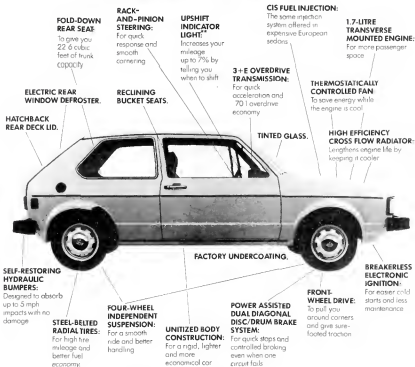 FOLD-DOWN
REAR SEAT:
To give you
22.6 cubic
feet of trunk
capacity
RACK-
AND-PINION
STEERING:
For quick
response and
smooth
cornering
UPSHIFT
INDICATOR
LIGHT:**
Increases your
mileage
up to 7% by
telling you
when to shift
CIS FUEL INJECTION:
The same injection
system offered in
expensive European
sedans
1.7-LITRE
TRANSVERSE
MOUNTED ENGINE:
For more passenger
space
3+E OVERDRIVE
TRANSMISSION:
For quick
acceleration and
overdrive
economy
THERMOSTATICALLY
CONTROLLED FAN:
To save energy while
the engine is cool
ELECTRIC REAR
WINDOW DEFROSTER.
RECLINING
BUCKET SEATS.
HATCHBACK
REAR DECK LID.
TINTED GLASS.
HIGH EFFICIENCY
CROSS FLOW RADIATOR:
Lengthens engine life by
keeping it cooler
FACTORY UNDERCOATING.
SELF-RESTORING
HYDRAULIC
BUMPERS:
Designed to absorb
up to 5 mph
impacts with no
damage
STEEL-BELTED
RADIAL TIRES:
For high tire
mileage and
better fuel
economy
FOUR-WHEEL
INDEPENDENT
SUSPENSION:
For a smooth
ride and better
handling
UNITIZED BODY
CONSTRUCTION:
For a rigid, lighter
and more
economical car
POWER ASSISTED
DUAL DIAGONAL
DISC/DRUM BRAKE
SYSTEM:
For quick stops and
controlled braking
even when one
circuit fails
FRONT-
WHEEL DRIVE:
To pull you
around corners
and give sure-
footed traction
BREAKERLESS
ELECTRONIC
IGNITION:
For easier cold
starts and less
maintenance